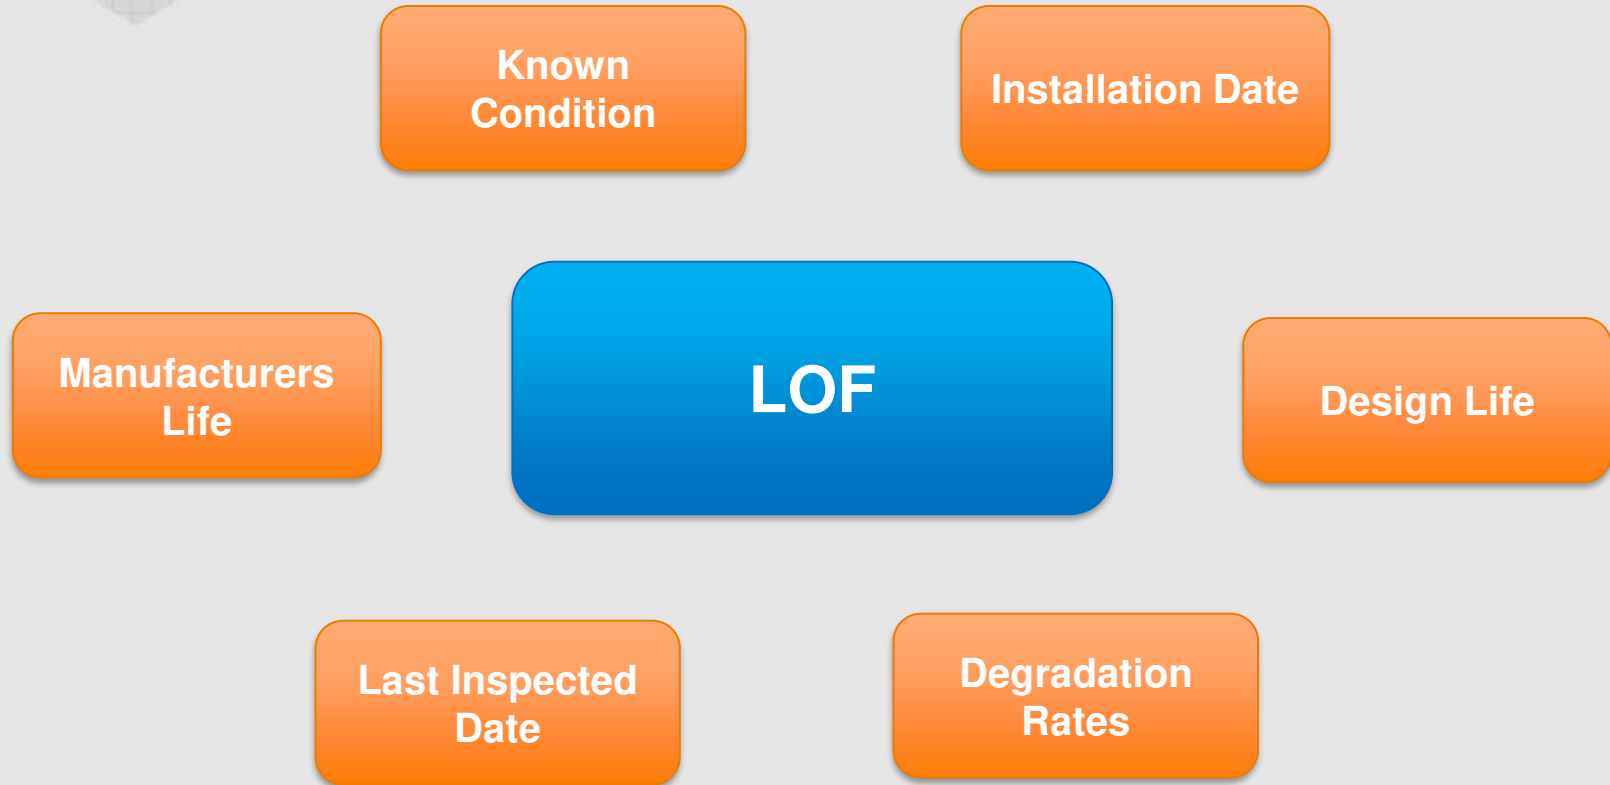 Known
Condition
Installation Date
Manufacturers
Life
LOF
Design Life
Last Inspected
Date
Degradation
Rates